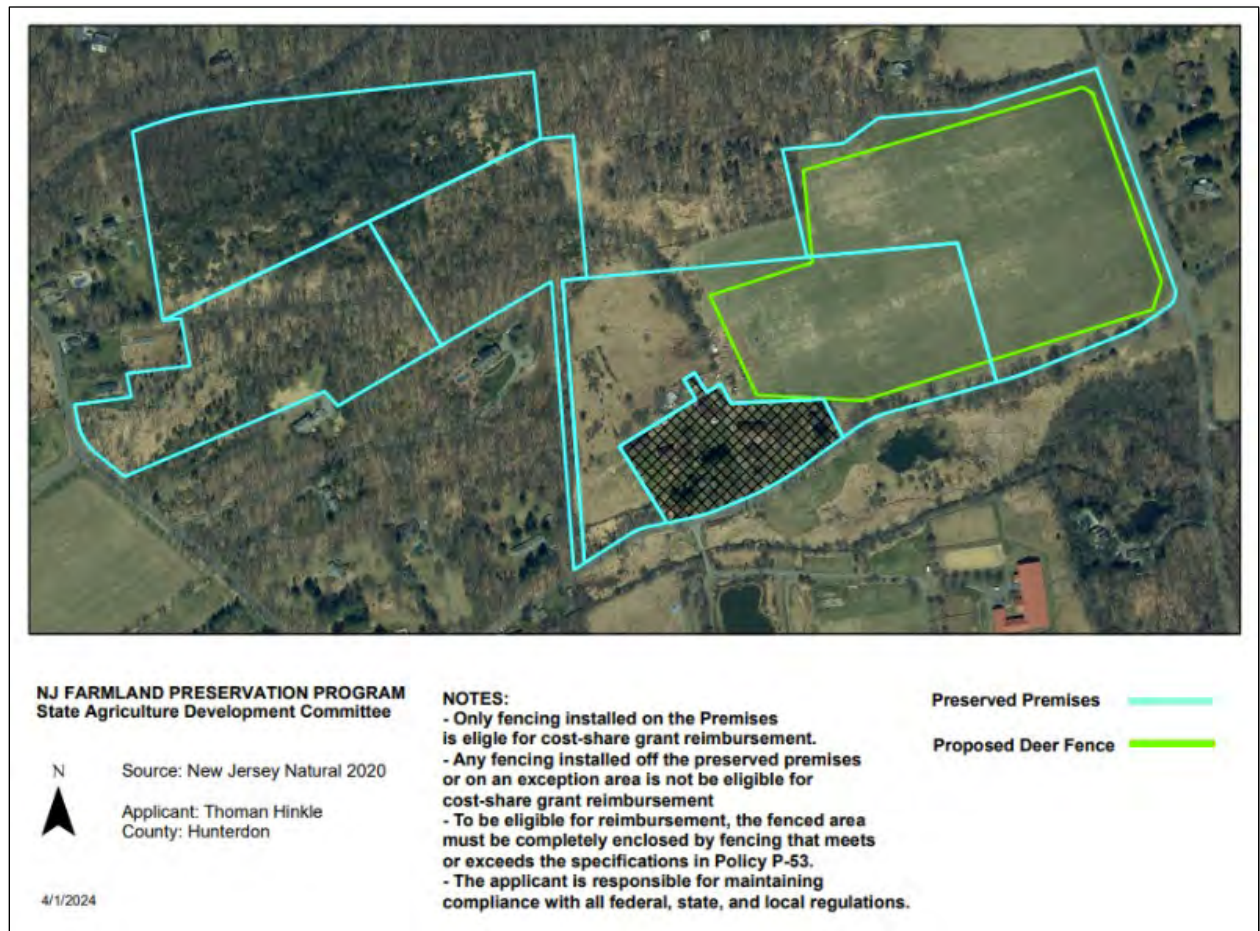 NJ FARMLAND PRESERVATION PROGRAM
State Agriculture Development Committee
N
Source: New Jersey Natural 2020
Applicant: Thoman Hinkle
County: Hunterdon
4/1/2024
NOTES:
- Only fencing installed on the Premises
is eligle for cost-share grant reimbursement.
- Any fencing installed off the preserved premises
or on an exception area is not be eligible for
cost-share grant reimbursement
- To be eligible for reimbursement, the fenced area
must be completely enclosed by fencing that meets
or exceeds the specifications in Policy P-53.
- The applicant is responsible for maintaining
compliance with all federal, state, and local regulations.
Preserved Premises
Proposed Deer Fence